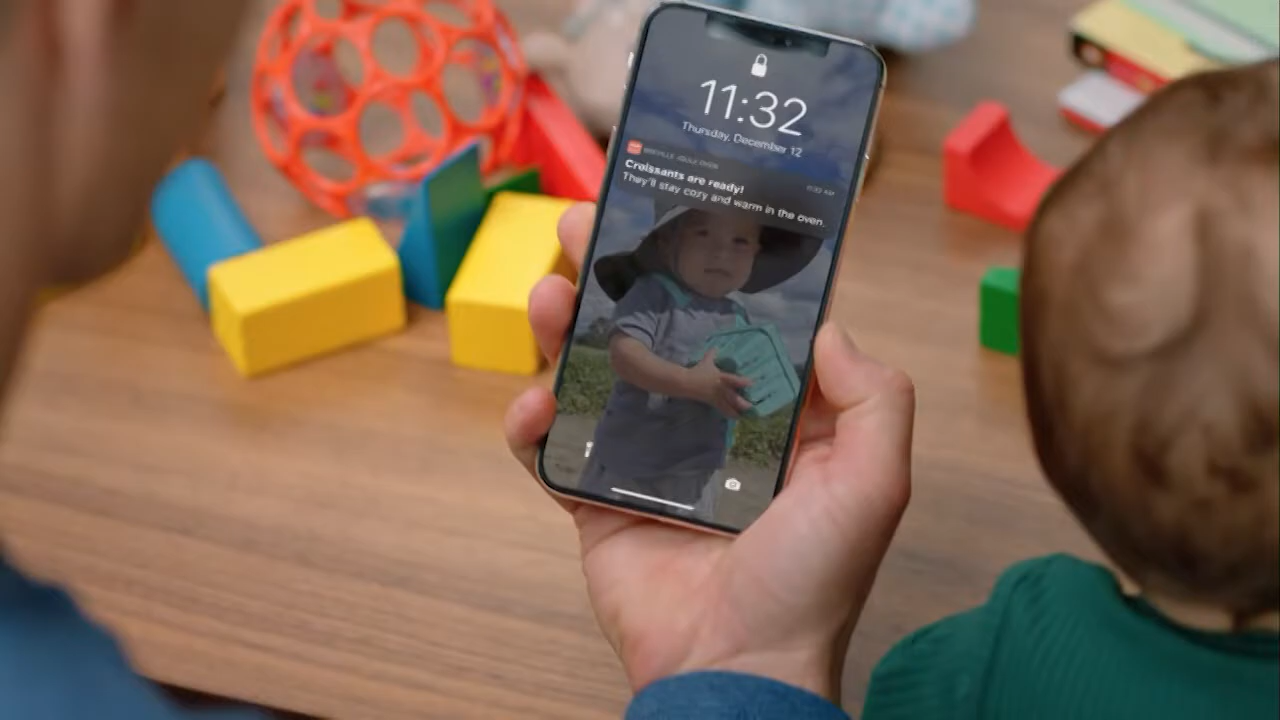 11:32
Thursday, December 12
Croissants are ready!
They'll stay cozy and warm in the oven.